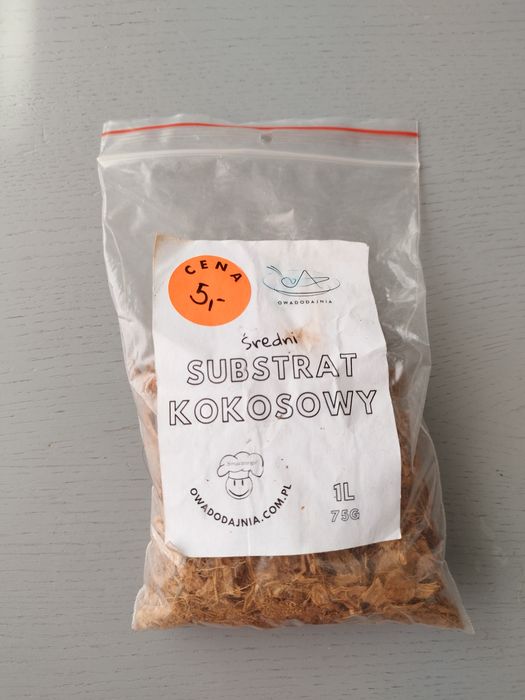 CENA
5,-
OWADODAJNIA
Średni
SUBSTRAT
KOKOSOWY
OWADODAJNIA.COM.PL
1L
75G